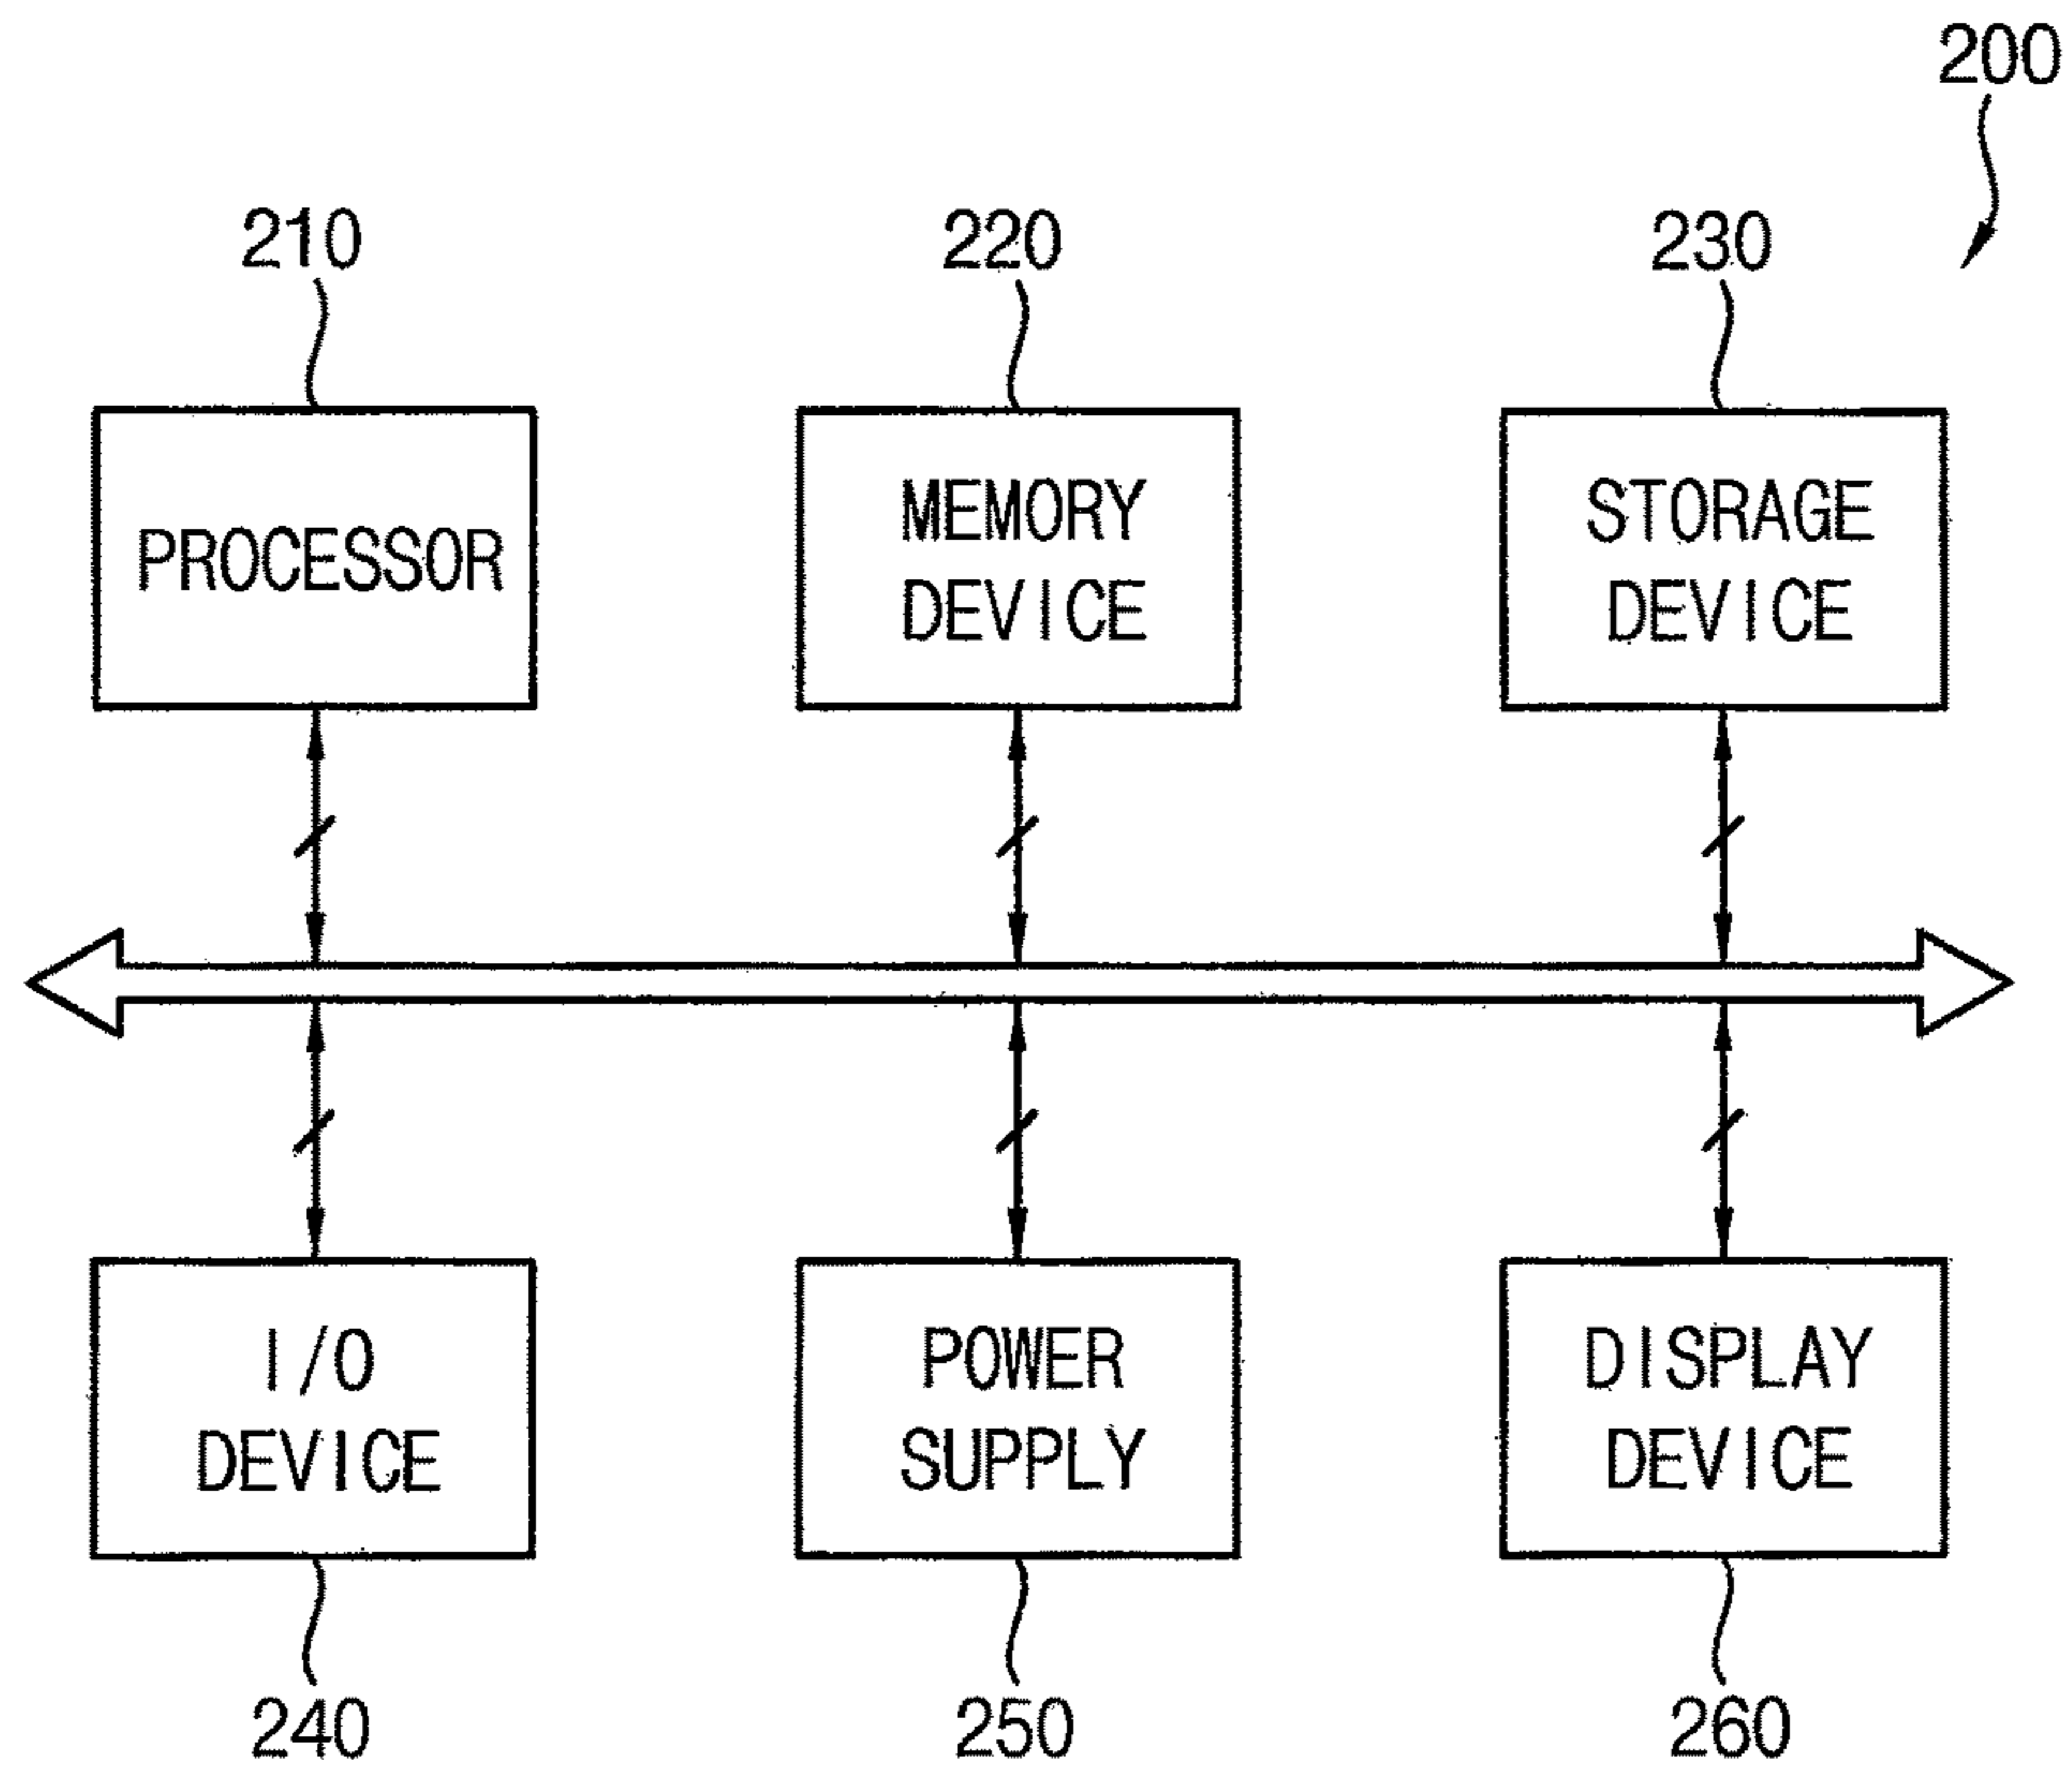 200
210
220
230
PROCESSOR
MEMORY
DEVICE
STORAGE
DEVICE
I/O
DEVICE
POWER
SUPPLY
DISPLAY
DEVICE
240
250
260